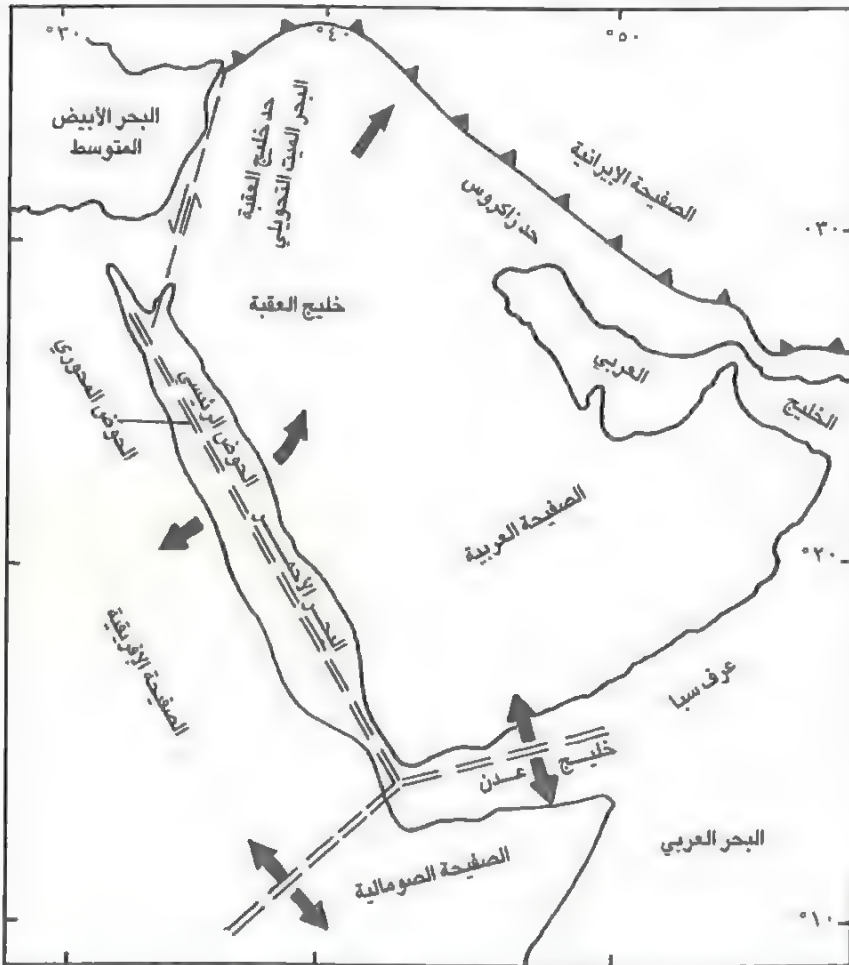 °٣٠
°٤٠
°٥٠
البحر الأبيض
المتوسط
حد خليج العقبة
البحر الميت التحويلي
الصفيحة الايرانية
حد زاكروس
٠٣٠
خليج العقبة
العربي
الخليج
الحوض المحوري
الحوض الرئيسي
الصفيحة العربية
°٢٠
البحر الأحمر
الصفيحة الإفريقية
عرف سبا
خليج
عدن
البحر العربي
الصفيحة الصومالية
°١٠